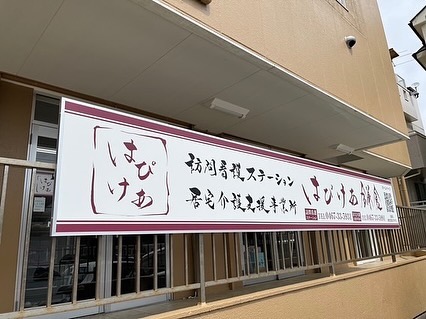 はぴ
けあ
訪問看護ステーション
居宅介護支援事業所
はぴけあ鎌倉